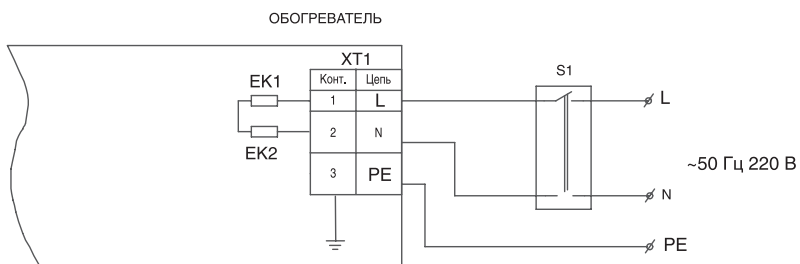 ОБОГРЕВАТЕЛЬ
XT1
Конт. Цепь
1 L
2 N
3 PE
EK1
EK2
S1
L
N
PE
~50 Гц 220 В